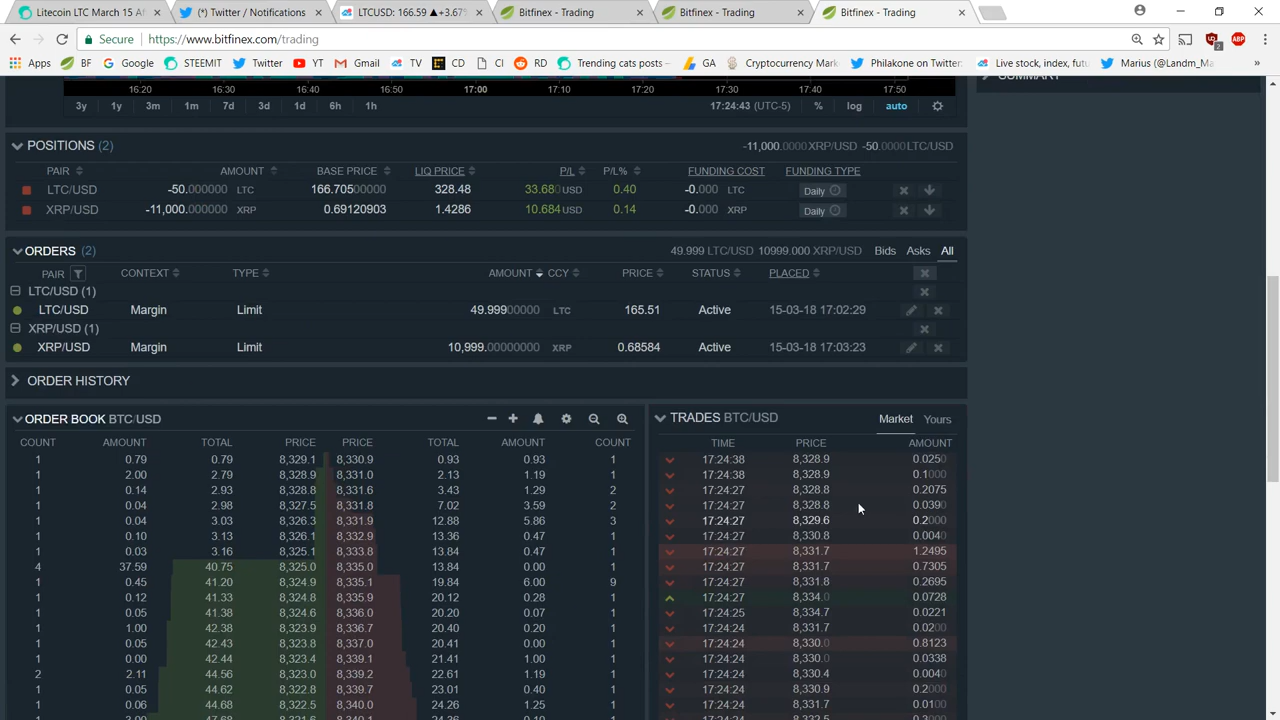 Litecoin LTC March 15 Af
(*) Twitter / Notifications
LTCUSD: 166.59 ▲+3.67%
Bitfinex - Trading
Bitfinex - Trading
Bitfinex - Trading
Secure
https://www.bitfinex.com/trading
Apps BF Google STEEMIT Twitter YT Gmail TV CD CI RD Trending cats posts GA Cryptocurrency Mark Philakone on Twitter Live stock, index, futu Marcus (@Landm_Ma »
SUMMARY
16:20 16:30 16:40 16:50 17:00 17:10 17:20 17:30 17:40 17:50
3y 1y 3m 1m 7d 3d 1d 6h 1h 17:24:43 (UTC-5) % log auto
POSITIONS (2) -11,000.0000 XRP/USD -50.0000 LTC/USD
PAIR AMOUNT BASE PRICE LIQ PRICE P/L P/L% FUNDING COST FUNDING TYPE
LTC/USD -50.000000 LTC 166.70500000 328.48 33.680 USD 0.40 -0.000 LTC Daily
XRP/USD -11,000.000000 XRP 0.69120903 1.4286 10.684 USD 0.14 -0.000 XRP Daily
ORDERS (2) 49.999 LTC/USD 10999.000 XRP/USD Bids Asks All
PAIR CONTEXT TYPE AMOUNT CCY PRICE STATUS PLACED
LTC/USD (1)
LTC/USD Margin Limit 49.99900000 LTC 165.51 Active 15-03-18 17:02:29
XRP/USD (1)
XRP/USD Margin Limit 10,999.00000000 XRP 0.68584 Active 15-03-18 17:03:23
ORDER HISTORY
ORDER BOOK BTC/USD
COUNT AMOUNT TOTAL PRICE PRICE TOTAL AMOUNT COUNT
1 0.79 0.79 8,329.1 8,330.9 0.93 0.93 1
1 2.00 2.79 8,328.9 8,331.0 2.13 1.19 1
1 0.14 2.93 8,328.8 8,331.6 3.43 1.29 2
1 0.04 2.98 8,327.5 8,331.8 7.02 3.59 2
1 0.04 3.03 8,326.3 8,331.9 12.88 5.86 3
1 0.10 3.13 8,326.1 8,332.9 13.36 0.47 1
1 0.03 3.16 8,325.1 8,333.8 13.84 0.47 1
4 37.59 40.75 8,325.0 8,335.0 13.84 0.00 1
1 0.45 41.20 8,324.9 8,335.1 19.84 6.00 9
1 0.12 41.33 8,324.8 8,335.9 20.12 0.28 1
1 0.05 41.38 8,324.6 8,336.0 20.20 0.07 1
1 1.00 42.38 8,323.9 8,336.7 20.40 0.20 1
1 0.05 42.43 8,323.8 8,337.0 20.41 0.00 1
1 0.00 42.44 8,323.4 8,339.1 21.41 1.00 1
2 2.11 44.56 8,323.0 8,339.2 22.61 1.19 1
1 0.05 44.62 8,322.8 8,339.7 23.01 0.40 1
1 0.06 44.68 8,322.4 8,340.0 24.26 1.25 1
TRADES BTC/USD Market Yours
TIME PRICE AMOUNT
17:24:38 8,328.9 0.0250
17:24:38 8,328.9 0.1000
17:24:27 8,328.8 0.2075
17:24:27 8,328.8 0.0390
17:24:27 8,329.6 0.2000
17:24:27 8,330.8 0.0040
17:24:27 8,331.7 1.2495
17:24:27 8,331.7 0.7305
17:24:27 8,331.8 0.2695
17:24:27 8,334.0 0.0728
17:24:25 8,334.7 0.0221
17:24:24 8,331.7 0.0200
17:24:24 8,330.0 0.8123
17:24:24 8,330.0 0.0338
17:24:24 8,330.4 0.0040
17:24:24 8,330.9 0.2000
17:24:24 8,331.7 0.0100